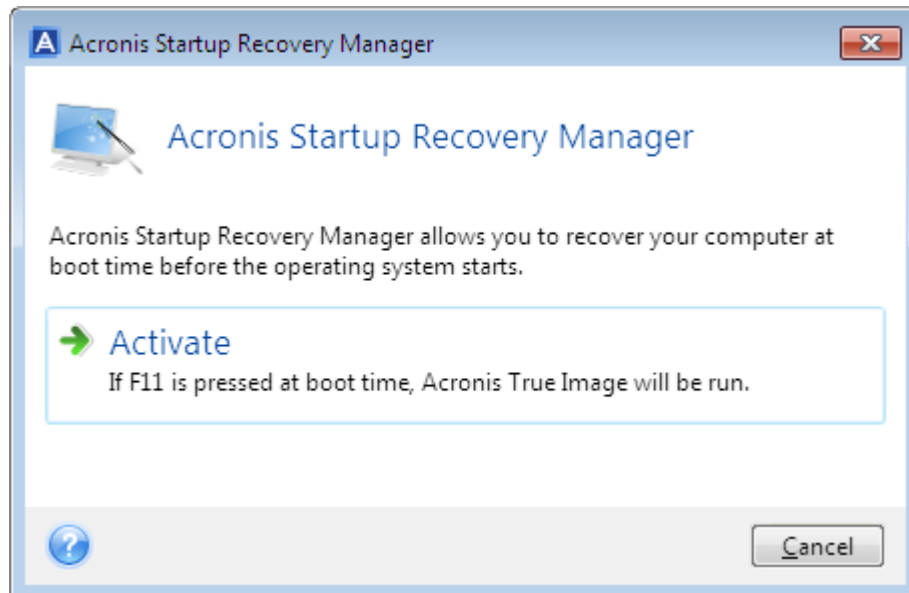 A Acronis Startup Recovery Manager
Acronis Startup Recovery Manager
Acronis Startup Recovery Manager allows you to recover your computer at
boot time before the operating system starts.
Activate
If F11 is pressed at boot time, Acronis True Image will be run.
?
Cancel